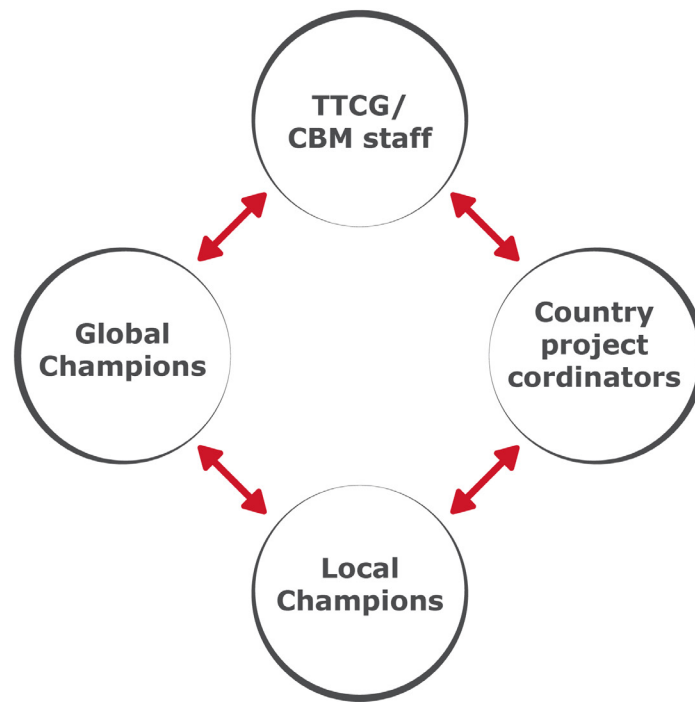 TTCG/
CBM staff
Global
Champions
Country
project
cordinators
Local
Champions